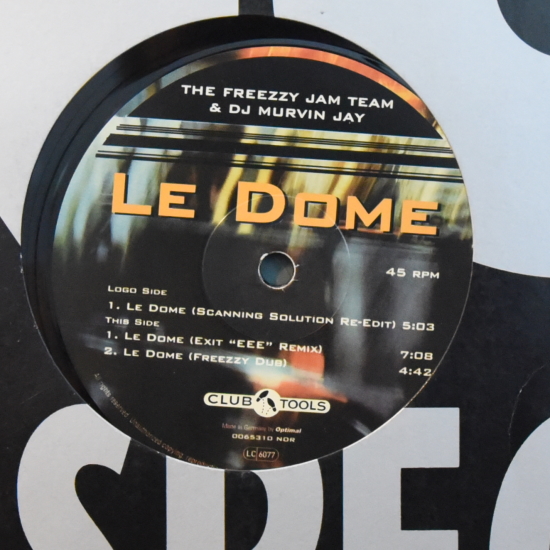 THE FREEZZY JAM TEAM
& DJ MURVIN JAY
LE DOME
45 RPM
LOGO SIDE
1. LE DOME (SCANNING SOLUTION RE-EDIT) 5:03
THIS SIDE
1. LE DOME (EXIT "EEE" REMIX) 7:08
2. LE DOME (FREEZZY DUB) 4:42
CLUB TOOLS
Made in Germany by Optimal
0065310 NOR
LC 6077